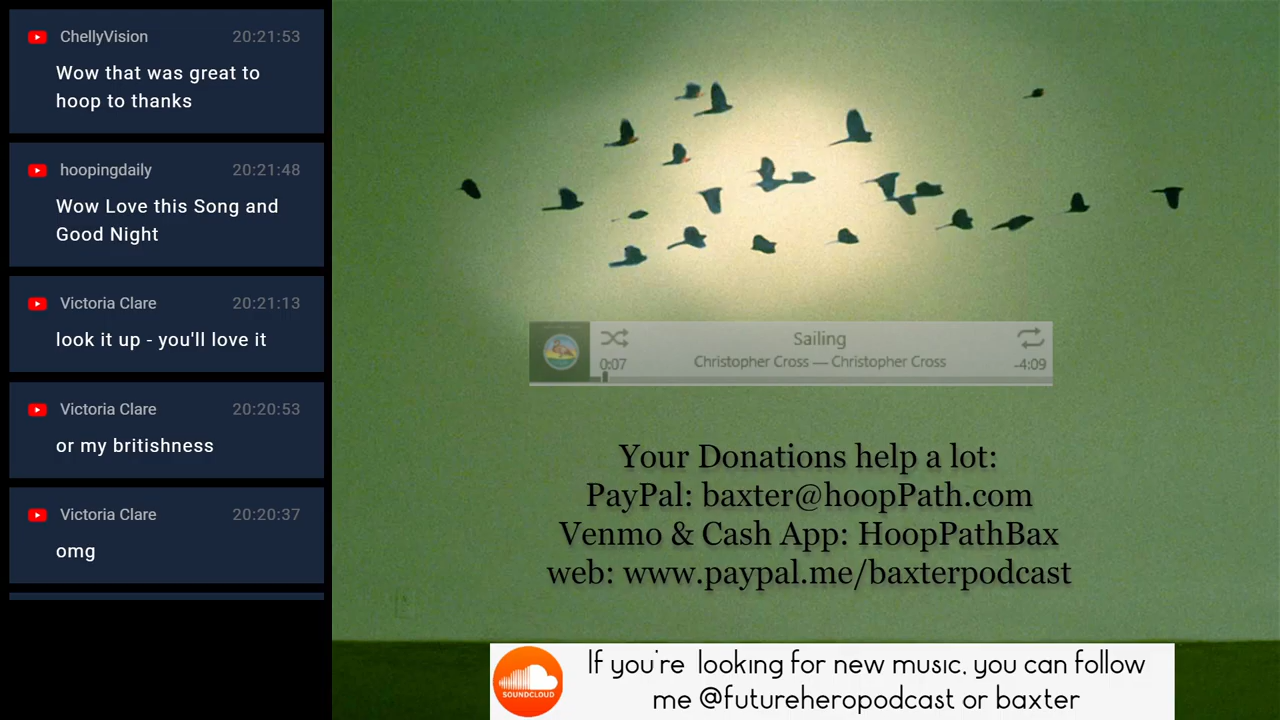 ChellyVision 20:21:53
Wow that was great to
hoop to thanks
hoopingdaily 20:21:48
Wow Love this Song and
Good Night
Victoria Clare 20:21:13
look it up - you'll love it
Victoria Clare 20:20:53
or my britishness
Victoria Clare 20:20:37
omg
Sailing
0:07 Christopher Cross — Christopher Cross -4:09
Your Donations help a lot:
PayPal: baxter@hoopPath.com
Venmo & Cash App: HoopPathBax
web: www.paypal.me/baxterpodcast
SOUNDCLOUD
If you're looking for new music, you can follow
me @futureheropodcast or baxter